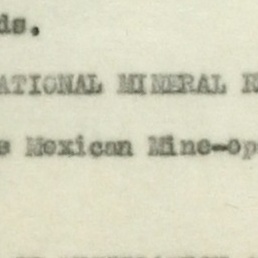 ds.
ATIONAL MINERAL R
s Mexican Mine-op